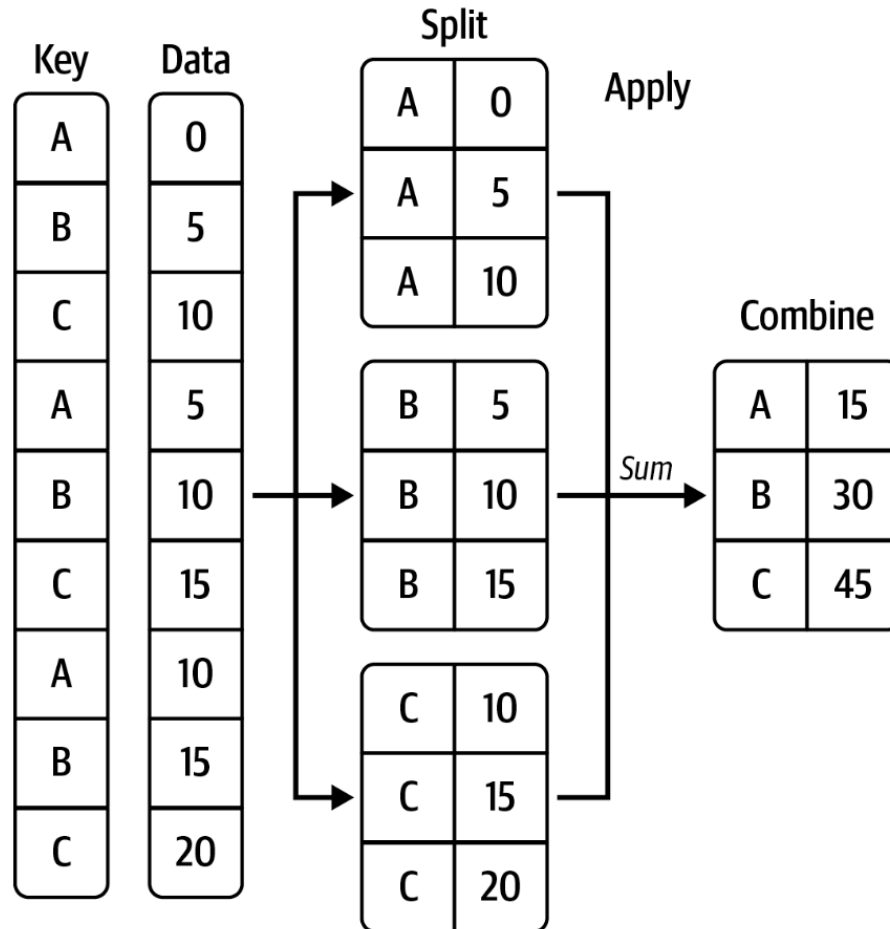 Key Data
A 0
B 5
C 10
A 5
B 10
C 15
A 10
B 15
C 20
Split
A 0
A 5
A 10
B 5
B 10
B 15
C 10
C 15
C 20
Apply
Sum
Combine
A 15
B 30
C 45